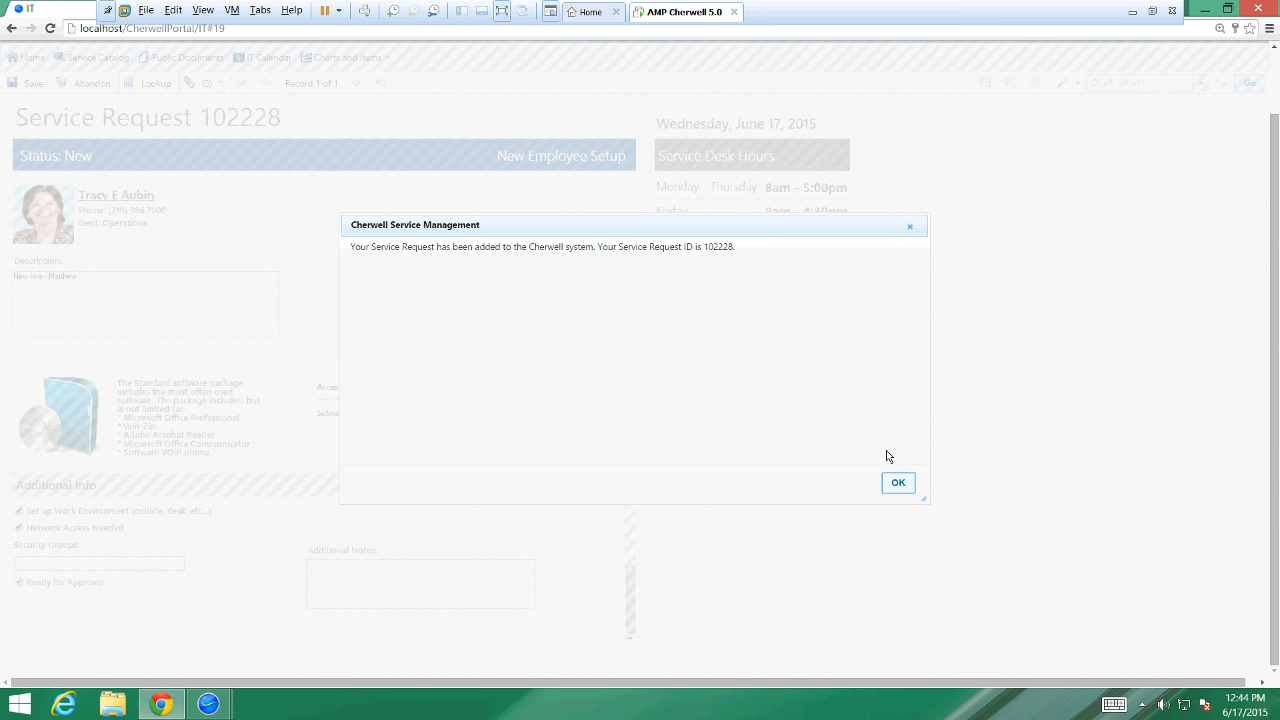 IT
File Edit View VM Tabs Help
Home
AMP Cherwell 5.0
localhost/CherwellPortal/IT#19
Home Service Catalog Public Documents IT Calendar Charts and Items
Save Abandon Lookup (0) Record 1 of 1 Quick Search Go
Service Request 102228
Wednesday, June 17, 2015
Status: New New Employee Setup
Service Desk Hours
Monday - Thursday 8am - 5:00pm
Friday 8am - 4:30pm
Tracy E Aubin
Phone: (719) 386.7000
Dept: Operations
Cherwell Service Management
Your Service Request has been added to the Cherwell system. Your Service Request ID is 102228.
OK
Description:
New hire - Matthew
The Standard software package
includes the most often used
software. The package includes, but
is not limited to:
* Microsoft Office Professional
* Win-Zip
* Adobe Acrobat Reader
* Microsoft Office Communicator
* Software VOIP phone
Additional Info
Set up Work Environment (cubicle, desk, etc...)
Network Access Needed
Security Groups:
Additional Notes:
Ready for Approval
12:44 PM
6/17/2015